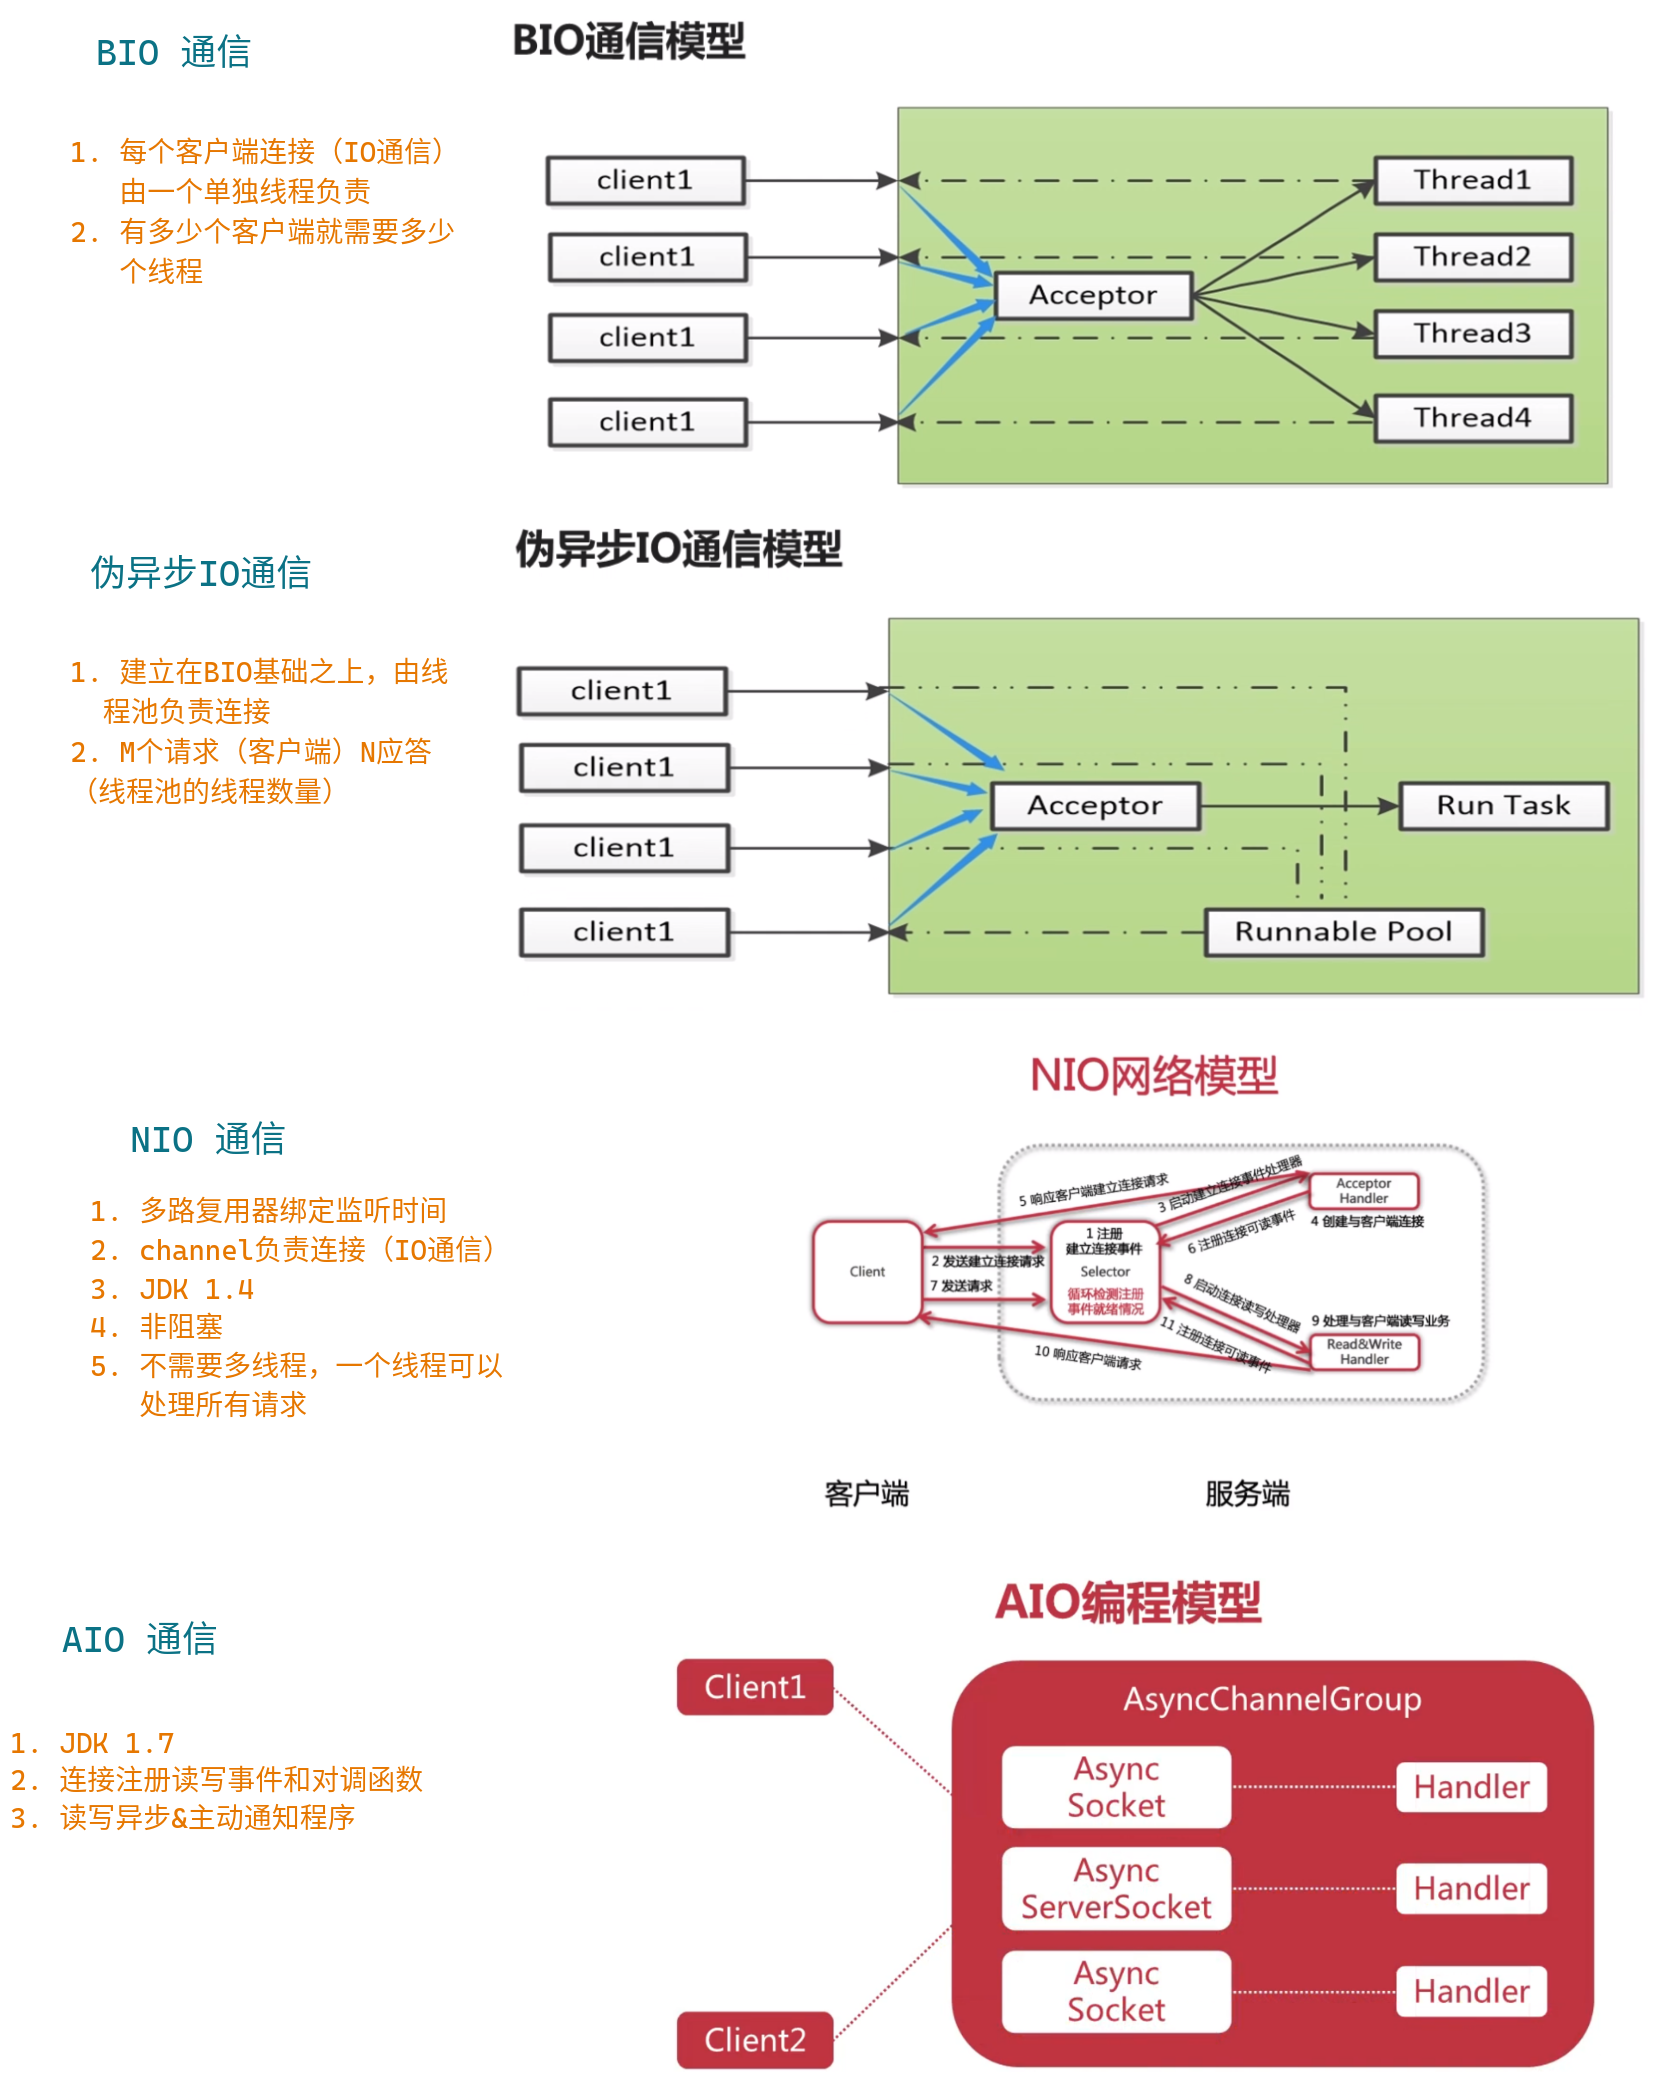 BIO 通信
BIO通信模型
1. 每个客户端连接（IO通信）
由一个单独线程负责
2. 有多少个客户端就需要多少
个线程
client1
client1
client1
client1
Acceptor
Thread1
Thread2
Thread3
Thread4
伪异步IO通信
伪异步IO通信模型
1. 建立在BIO基础之上，由线
程池负责连接
2. M个请求（客户端）N应答
（线程池的线程数量）
client1
client1
client1
client1
Acceptor
Run Task
Runnable Pool
NIO 通信
NIO网络模型
1. 多路复用器绑定监听时间
2. channel负责连接（IO通信）
3. JDK 1.4
4. 非阻塞
5. 不需要多线程，一个线程可以
处理所有请求
Client
5 响应客户端建立连接请求
3 启动建立连接事件处理器
Acceptor
Handler
4 创建与客户端连接
6 注册连接可读事件
1 注册
建立连接事件
Selector
循环检测注册
事件就绪情况
2 发送建立连接请求
7 发送请求
8 启动连接读写处理器
9 处理与客户端读写业务
Read&Write
Handler
11 注册连接可读事件
10 响应客户端请求
客户端
服务端
AIO 通信
AIO编程模型
1. JDK 1.7
2. 连接注册读写事件和对调函数
3. 读写异步&主动通知程序
Client1
Client2
AsyncChannelGroup
Async
Socket
Handler
Async
ServerSocket
Handler
Async
Socket
Handler